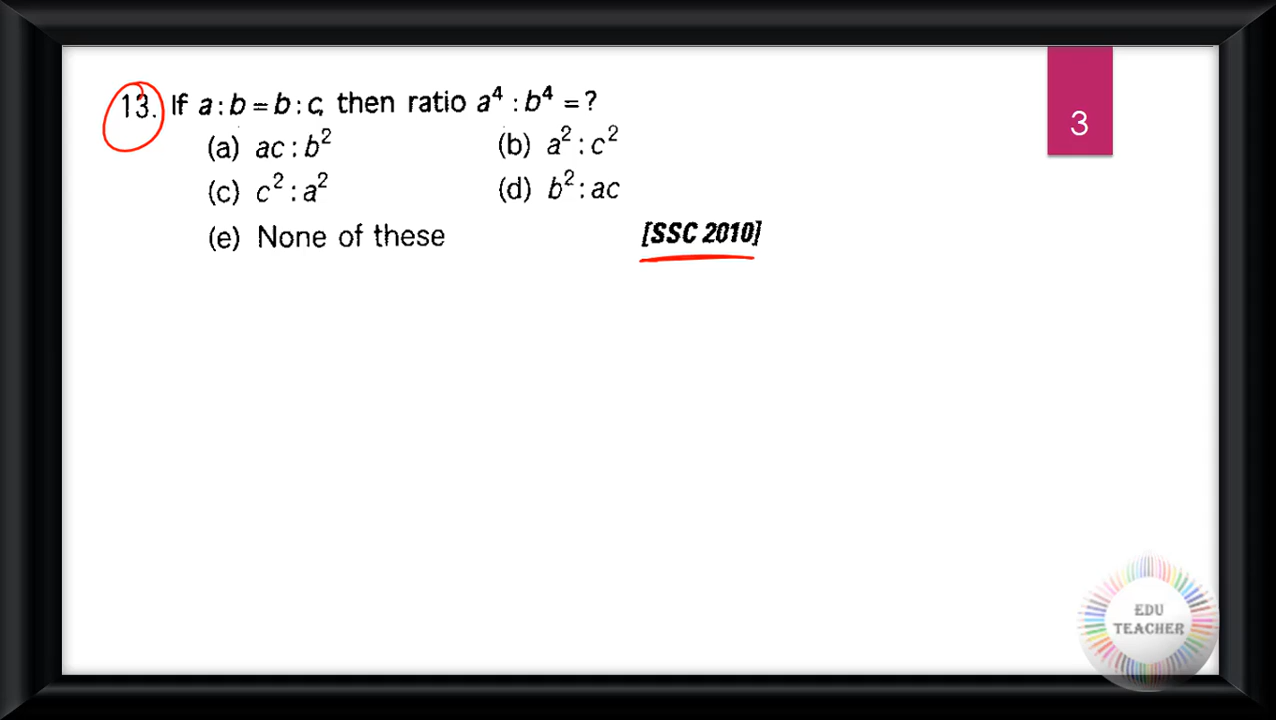 13. If a : b = b : c, then ratio a⁴ : b⁴ = ?
(a) ac : b² (b) a² : c²
(c) c² : a² (d) b² : ac
(e) None of these [SSC 2010]
3
EDU
TEACHER